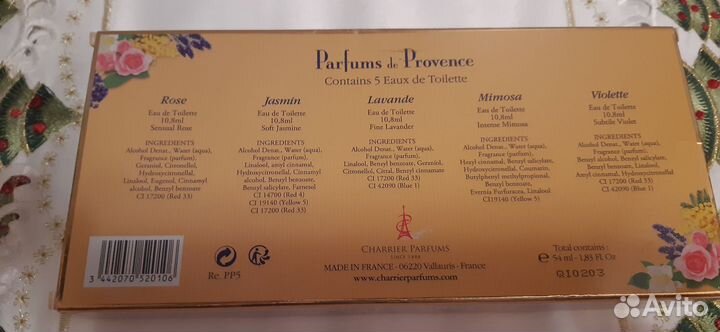 Parfums de Provence
Contains 5 Eaux de Toilette
Rose
Eau de Toilette
10,8ml
Sensual Rose
INGREDIENTS
Alcohol Denat., Water (aqua),
Fragrance (parfum),
Geraniol, Citronellol,
Hydroxycitronellal,
Linalool, Eugenol, Cinnamyl
alcohol, Benzyl benzoate
CI 17200 (Red 33)
Jasmin
Eau de Toilette
10,8ml
Soft Jasmine
INGREDIENTS
Alcohol Denat., Water (aqua),
Fragrance (parfum),
Linalool, amyl cinnamal,
Hydroxycitronellal, Cinnamyl
alcohol, Benzyl benzoate,
Benzyl salicylate, Farnesol
CI 14700 (Red 4)
CI 19140 (Yellow 5)
CI 17200 (Red 33)
Lavande
Eau de Toilette
10,8ml
Fine Lavander
INGREDIENTS
Alcohol Denat., Water (aqua),
Fragrance (parfum),
Linalool, Benzyl benzoate, Geraniol,
Citronellol, Citral, Benzyl cinnamate
CI 17200 (Red 33)
CI 42090 (Blue 1)
Mimosa
Eau de Toilette
10,8ml
Intense Mimosa
INGREDIENTS
Alcohol Denat., Water (aqua),
Fragrance (parfum),
Hexyl cinnamal, Benzyl salicylate,
Hydroxycitronellal, Coumarin,
Butylphenyl methylpropional,
Benzyl benzoate,
Evernia Furfuracea, Linalool
CI19140 (Yellow 5)
Violette
Eau de Toilette
10,8ml
Subtile Violet
INGREDIENTS
Alcohol Denat., Water (aqua),
Fragrance (parfum),
Benzyl alcohol, Benzyl salicylate,
Benzyl benzoate, Linalool
Amyl cinnamal, Hydroxycitronellal
CI 17200 (Red 33)
CI 42090 (Blue 1)
3 442070 520106
Re. PP5
CHARRIER PARFUMS
SINCE 1888
MADE IN FRANCE - 06220 Vallauris - France
www.charrierparfums.com
Total contains :
e 54 ml - 1.83 Fl. Oz
Q10203
Avito